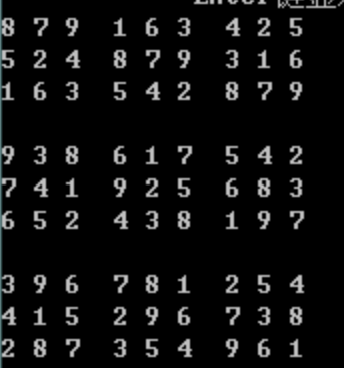 8 7 9 1 6 3 4 2 5
5 2 4 8 7 9 3 1 6
1 6 3 5 4 2 8 7 9
9 3 8 6 1 7 5 4 2
7 4 1 9 2 5 6 8 3
6 5 2 4 3 8 1 9 7
3 9 6 7 8 1 2 5 4
4 1 5 2 9 6 7 3 8
2 8 7 3 5 4 9 6 1